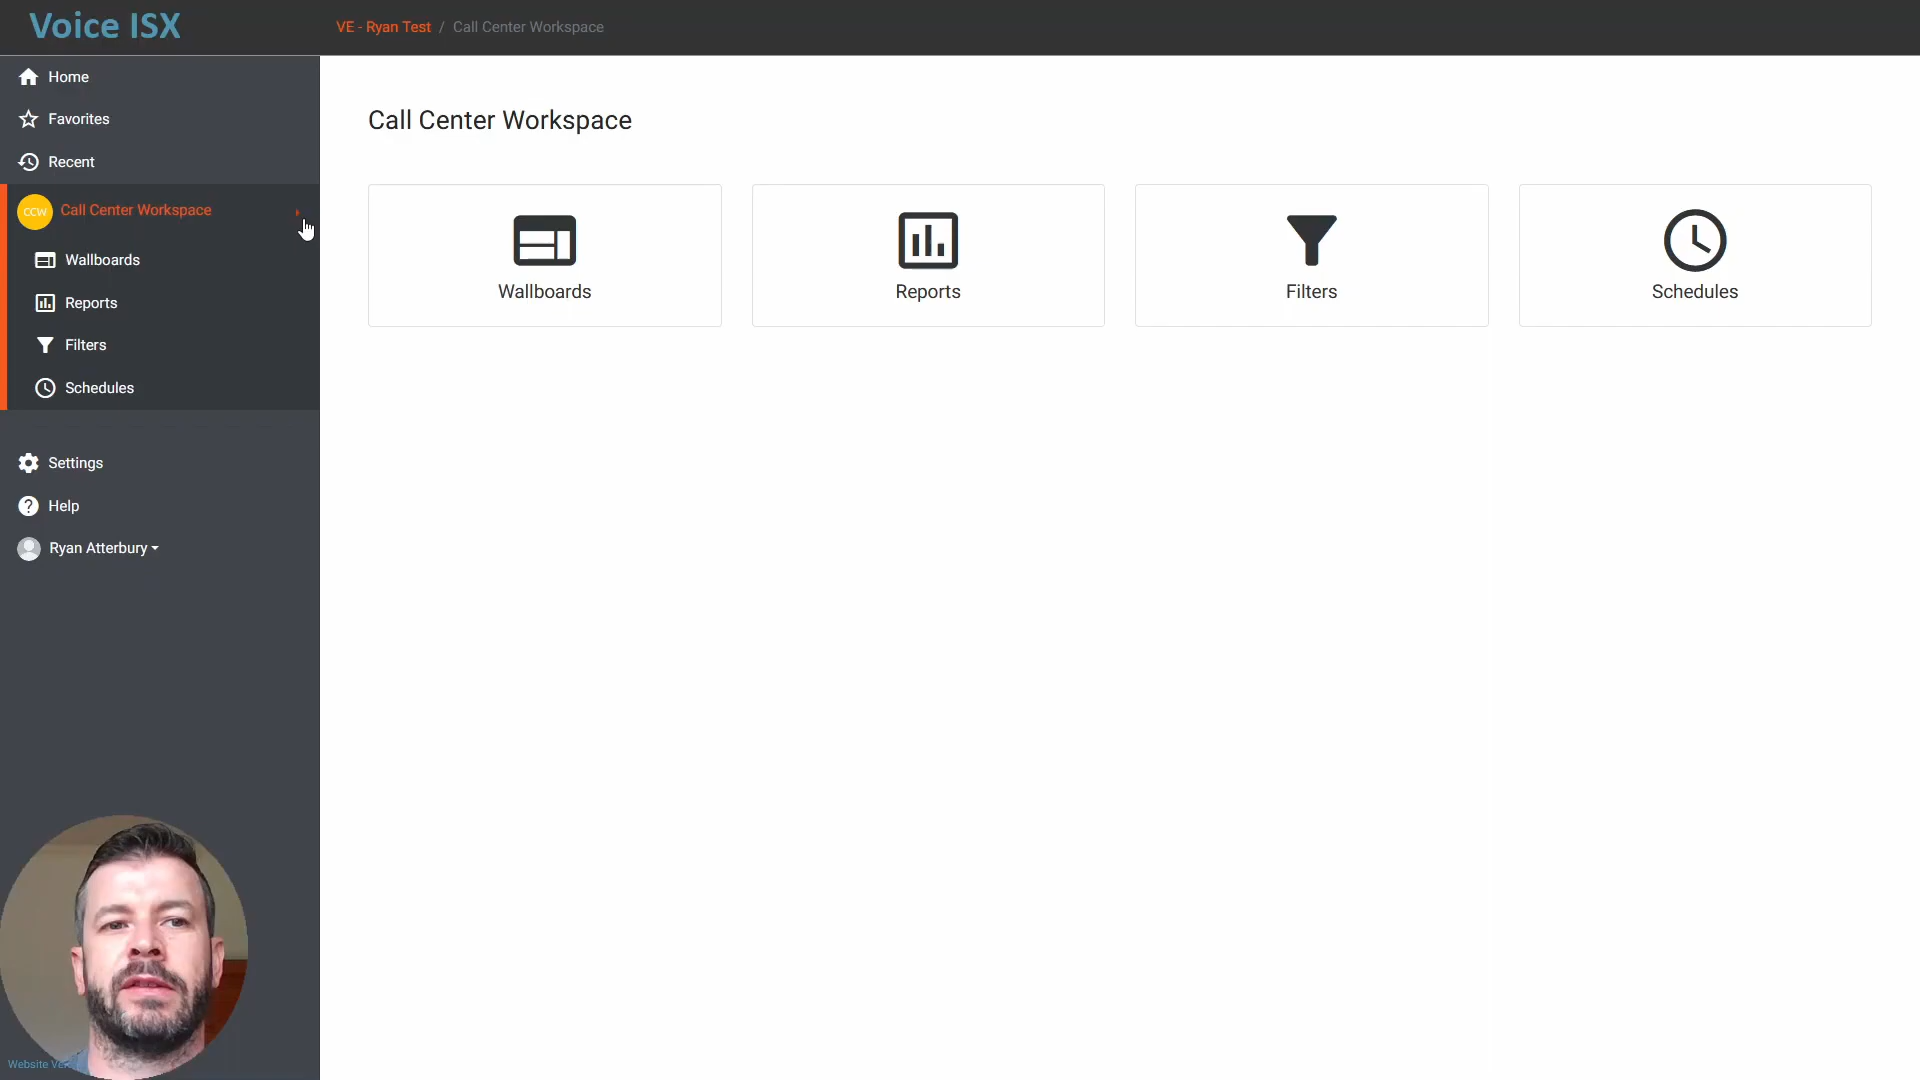 Voice ISX
VE - Ryan Test / Call Center Workspace
Home
Favorites
Recent
CCW Call Center Workspace
Wallboards
Reports
Filters
Schedules
Settings
? Help
Ryan Atterbury
Website
Call Center Workspace
Wallboards
Reports
Filters
Schedules